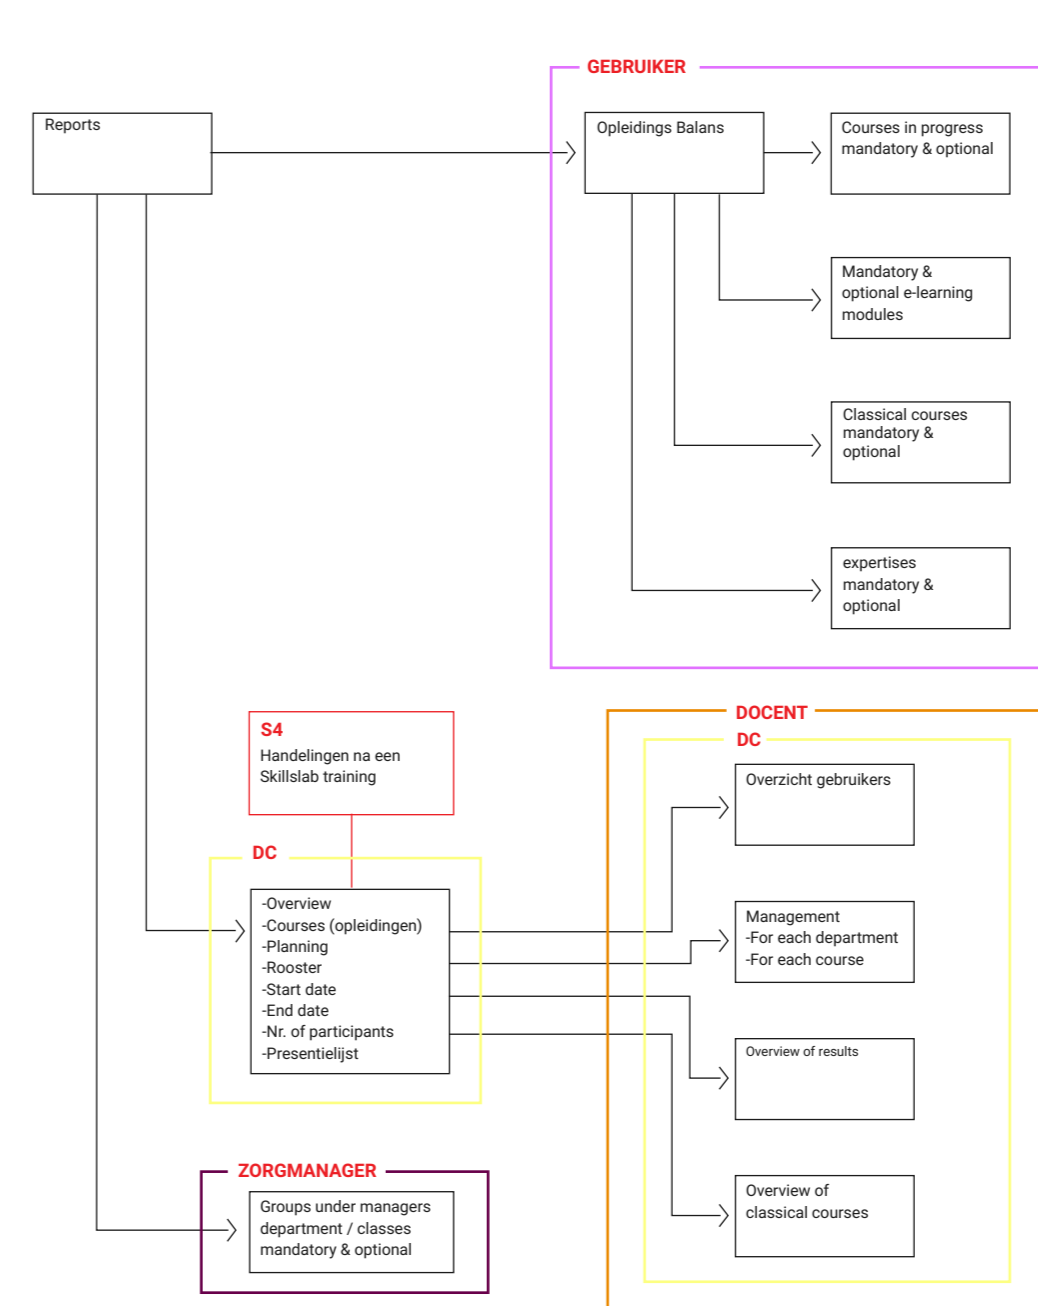 GEBRUIKER
Reports
Opleidings Balans
Courses in progress
mandatory & optional
Mandatory &
optional e-learning
modules
Classical courses
mandatory &
optional
expertises
mandatory &
optional
S4
Handelingen na een
Skillslab training
DC
-Overview
-Courses (opleidingen)
-Planning
-Rooster
-Start date
-End date
-Nr. of participants
-Presentielijst
DOCENT
DC
Overzicht gebruikers
Management
-For each department
-For each course
Overview of results
Overview of
classical courses
ZORGMANAGER
Groups under managers
department / classes
mandatory & optional